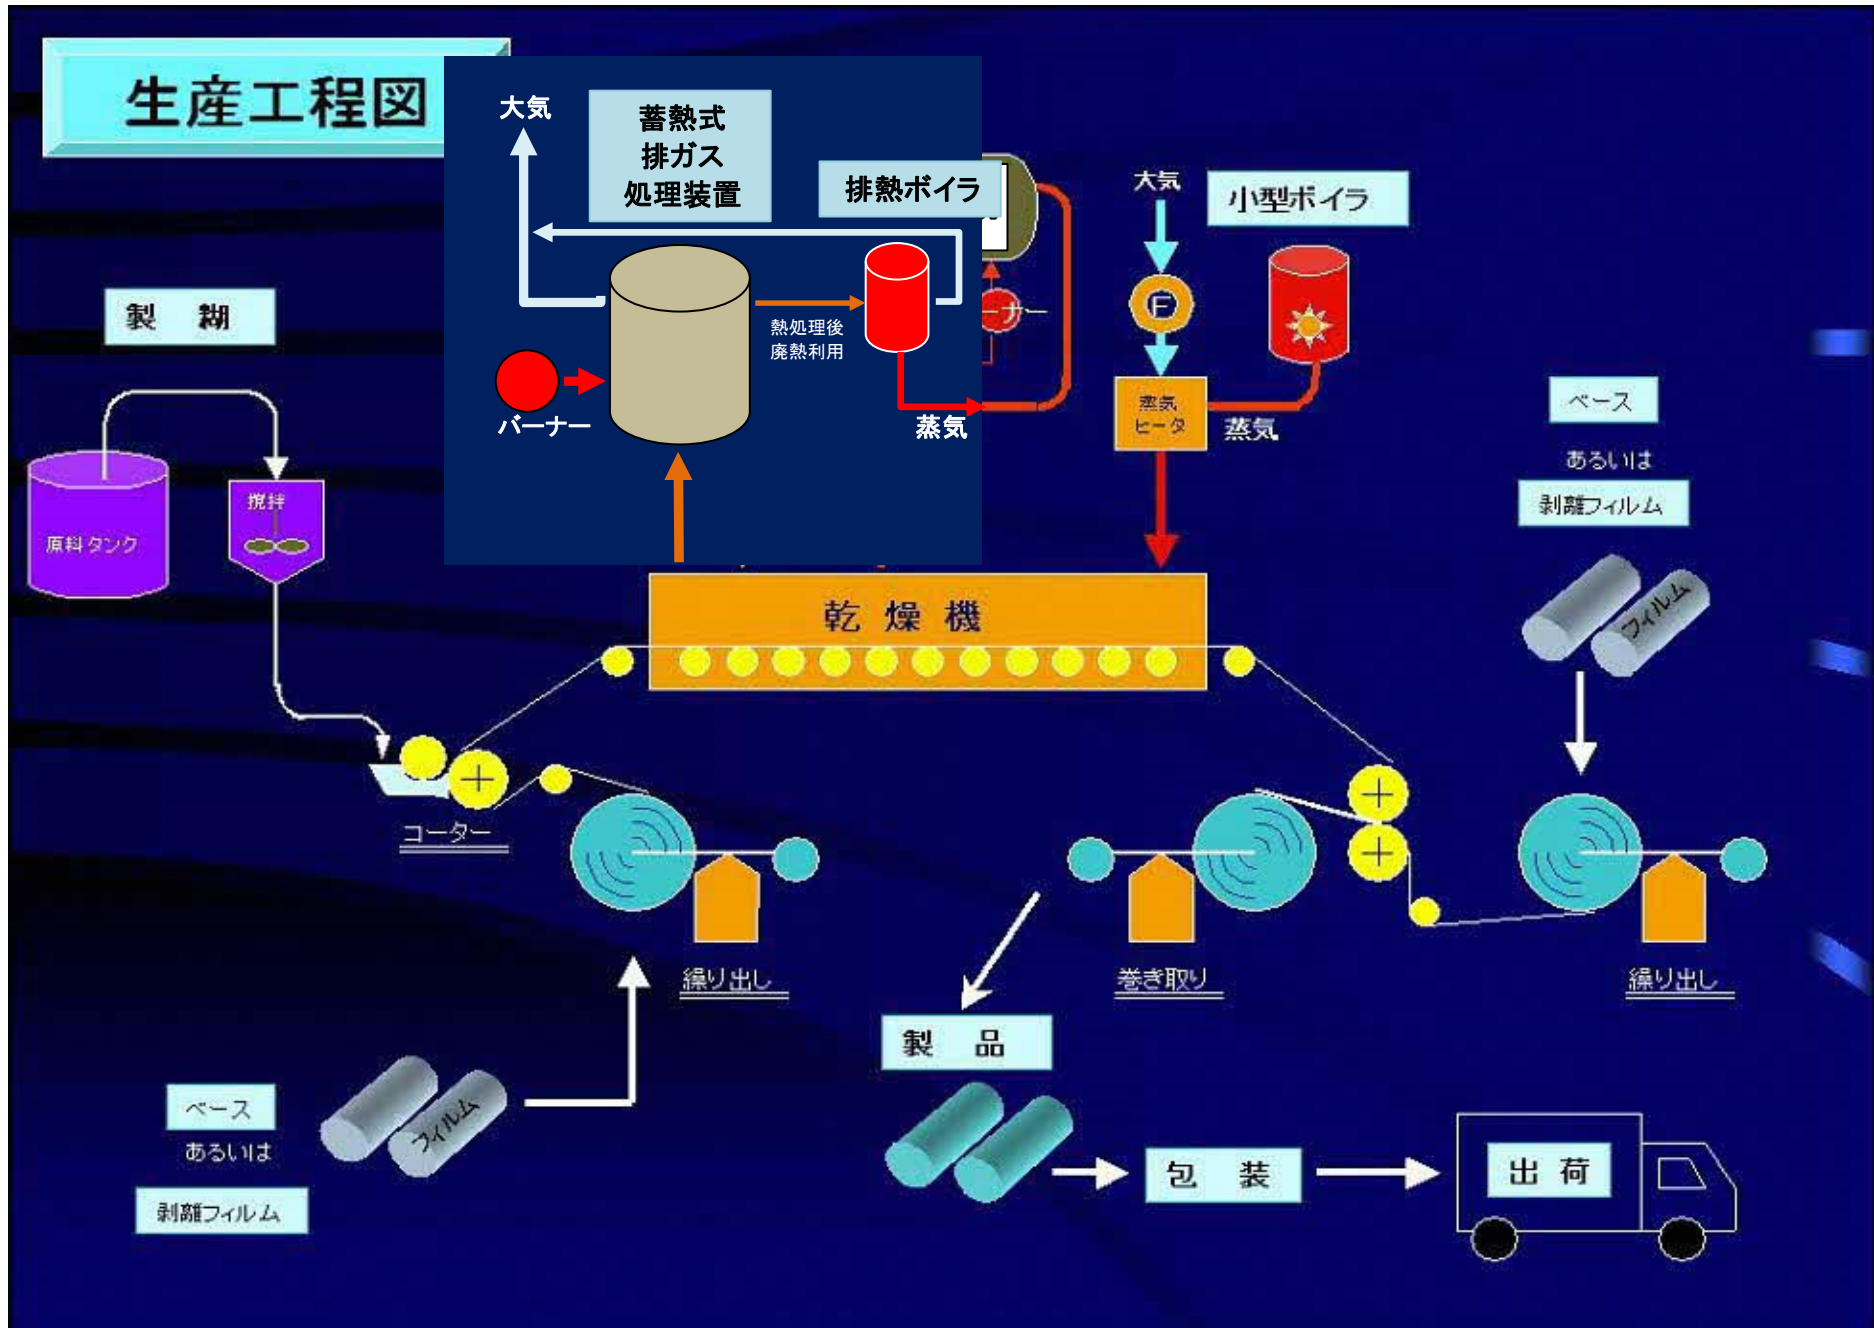 生産工程図
大気
蓄熱式
排ガス
処理装置
排熱ボイラ
大気
小型ボイラ
製 糊
F
ーナー
熱処理後
廃熱利用
バーナー
蒸気
蒸気
ヒータ
蒸気
ベース
あるいは
剥離フィルム
原料タンク
撹拌
フィルム
乾 燥 機
コーター
繰り出し
巻き取り
繰り出し
製 品
ベース
あるいは
剥離フィルム
フィルム
包 装
出 荷